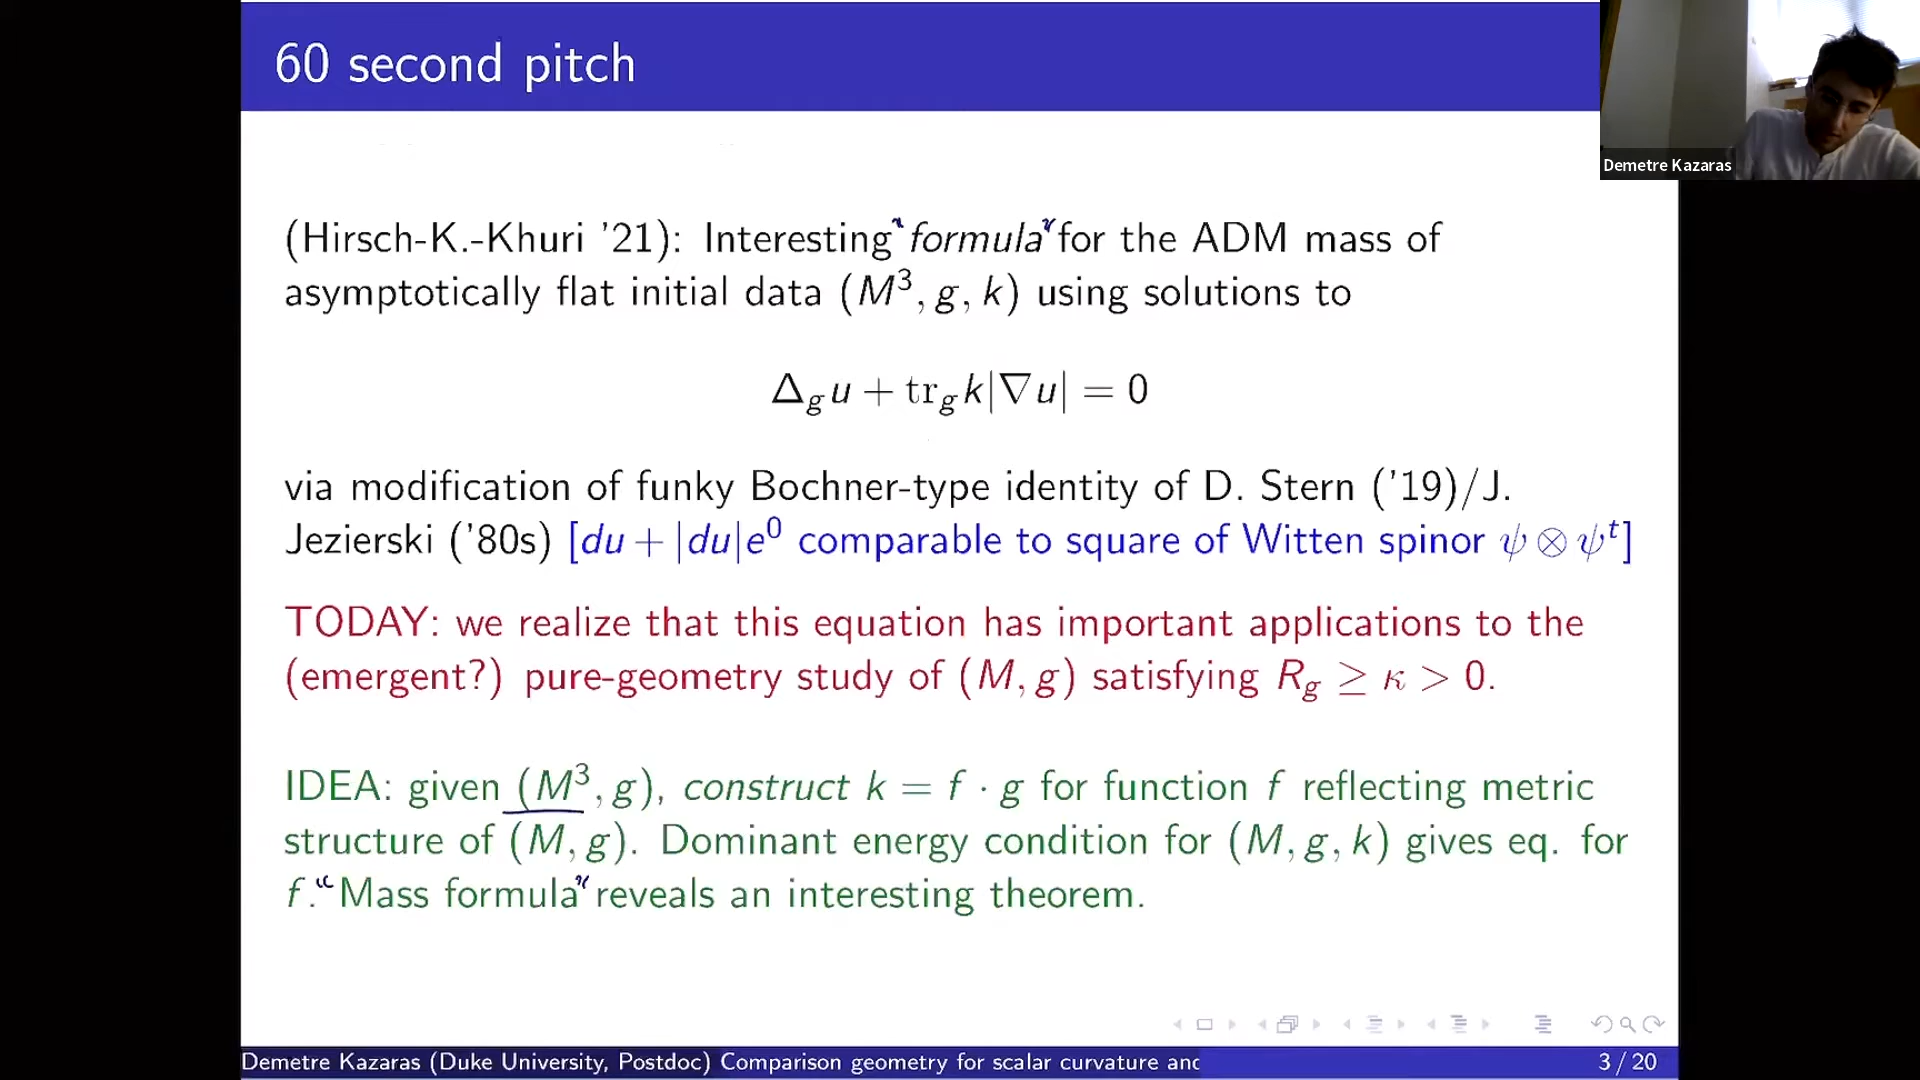 60 second pitch
Demetre Kazaras
(Hirsch-K.-Khuri '21): Interesting "formula" for the ADM mass of
asymptotically flat initial data (M³, g, k) using solutions to
Δ_g u + tr_g k|∇u| = 0
via modification of funky Bochner-type identity of D. Stern ('19)/J.
Jezierski ('80s) [du + |du|e⁰ comparable to square of Witten spinor ψ ⊗ ψᵗ]
TODAY: we realize that this equation has important applications to the
(emergent?) pure-geometry study of (M, g) satisfying R_g ≥ κ > 0.
IDEA: given (M³, g), construct k = f · g for function f reflecting metric
structure of (M, g). Dominant energy condition for (M, g, k) gives eq. for
f. "Mass formula" reveals an interesting theorem.
Demetre Kazaras (Duke University, Postdoc) Comparison geometry for scalar curvature and
3 / 20